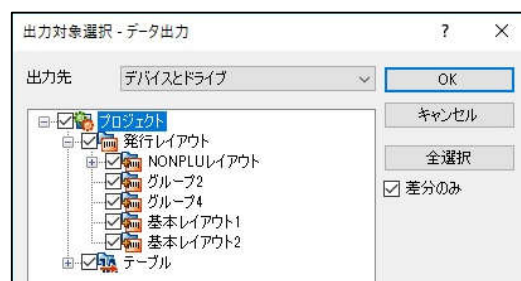 出力対象選択 - データ出力 ? ×
出力先 デバイスとドライブ OK
プロジェクト キャンセル
発行レイアウト
NONPLUレイアウト 全選択
グループ2 差分のみ
グループ4
基本レイアウト1
基本レイアウト2
テーブル